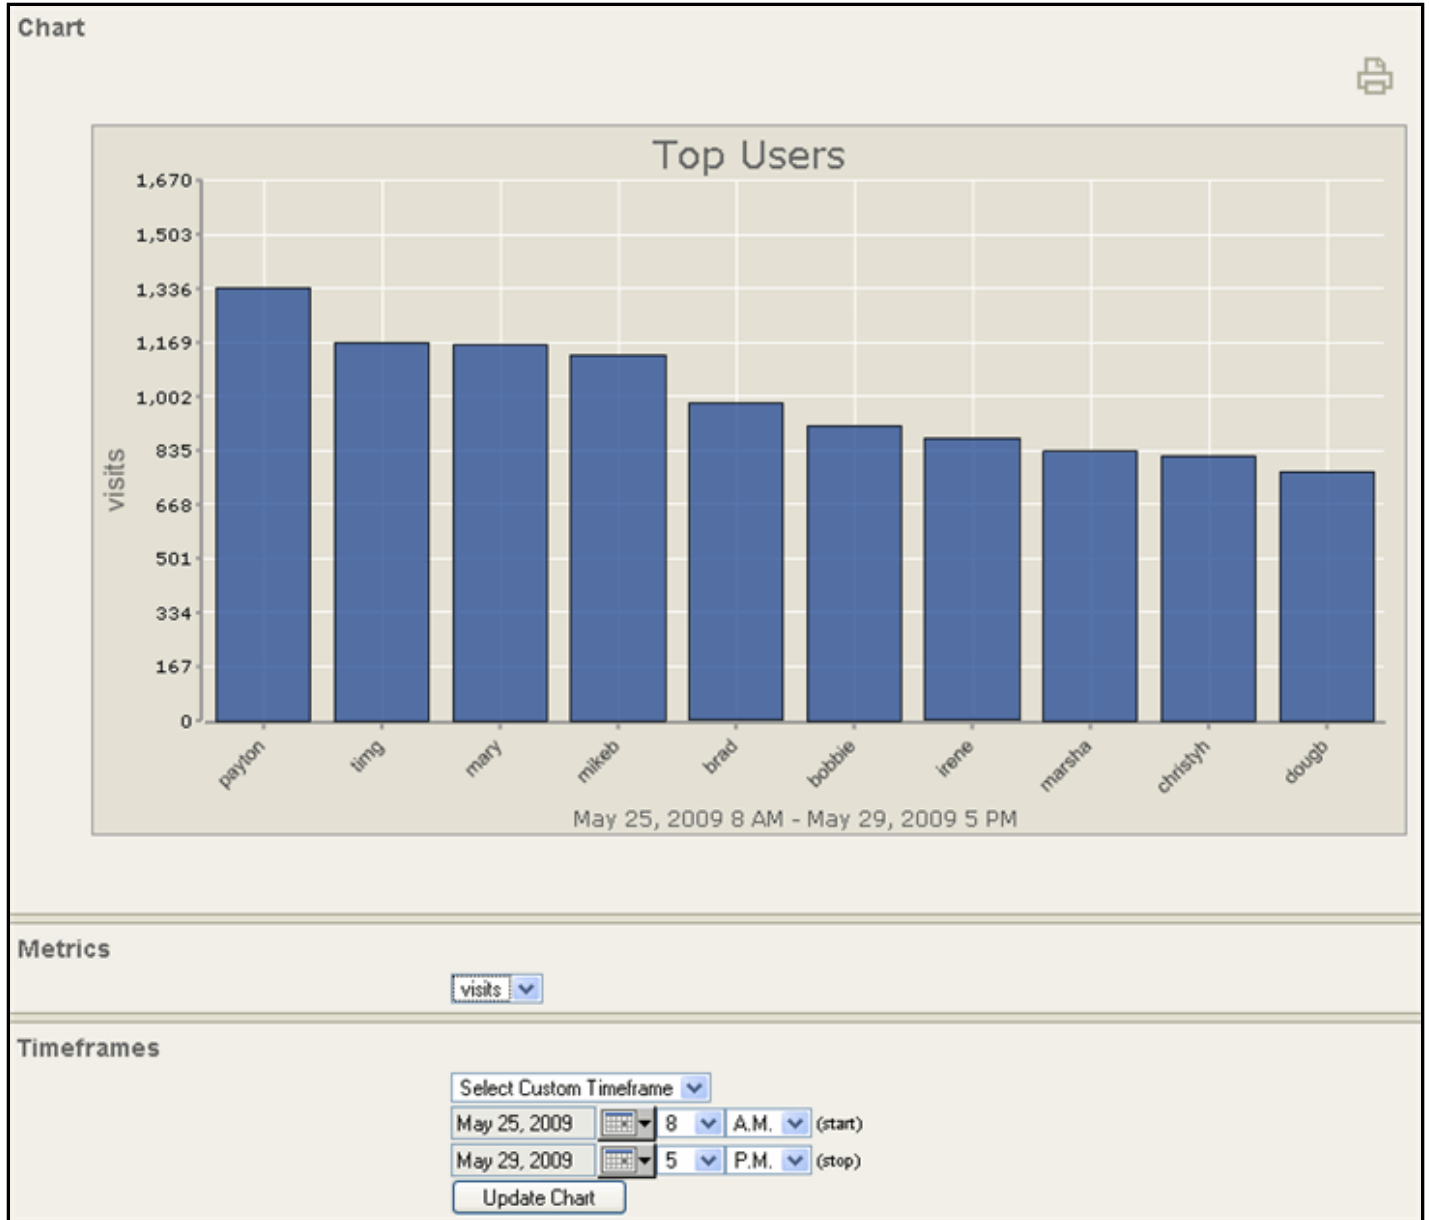 Chart
Top Users
1,670
1,503
1,336
1,169
1,002
835
668
501
334
167
0
visits
payton timg mary mikeb brad bobbie irene marsha christyh dougb
May 25, 2009 8 AM - May 29, 2009 5 PM
Metrics
visits
Timeframes
Select Custom Timeframe
May 25, 2009 8 A.M. (start)
May 29, 2009 5 P.M. (stop)
Update Chart